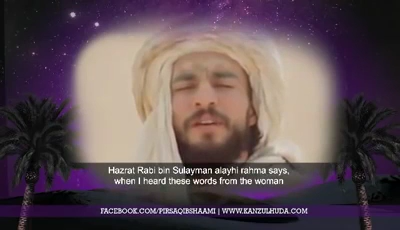 Hazrat Rabi bin Sulayman alayhi rahma says,
when I heard these words from the woman
FACEBOOK.COM/PIRSAQIBSHAAMI | WWW.KANZULHUDA.COM